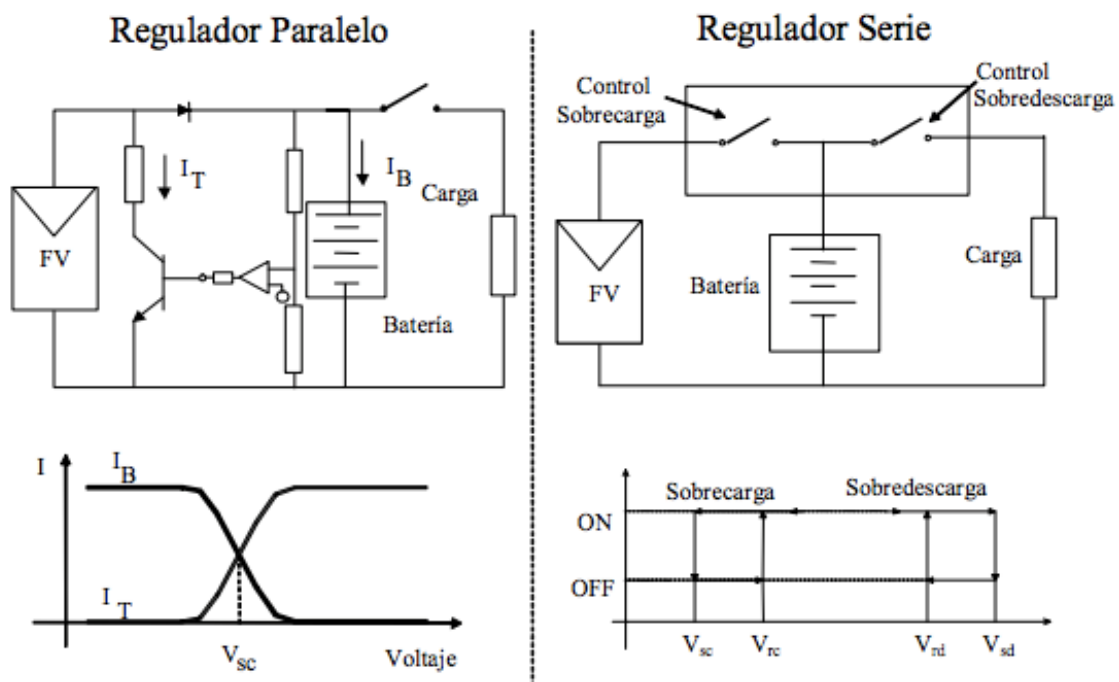 Regulador Paralelo
I_T
I_B
Carga
FV
Batería
I
I_B
I_T
V_sc
Voltaje
Regulador Serie
Control
Sobrecarga
Control
Sobredescarga
FV
Batería
Carga
Sobrecarga
Sobredescarga
ON
OFF
V_sc
V_rc
V_rd
V_sd